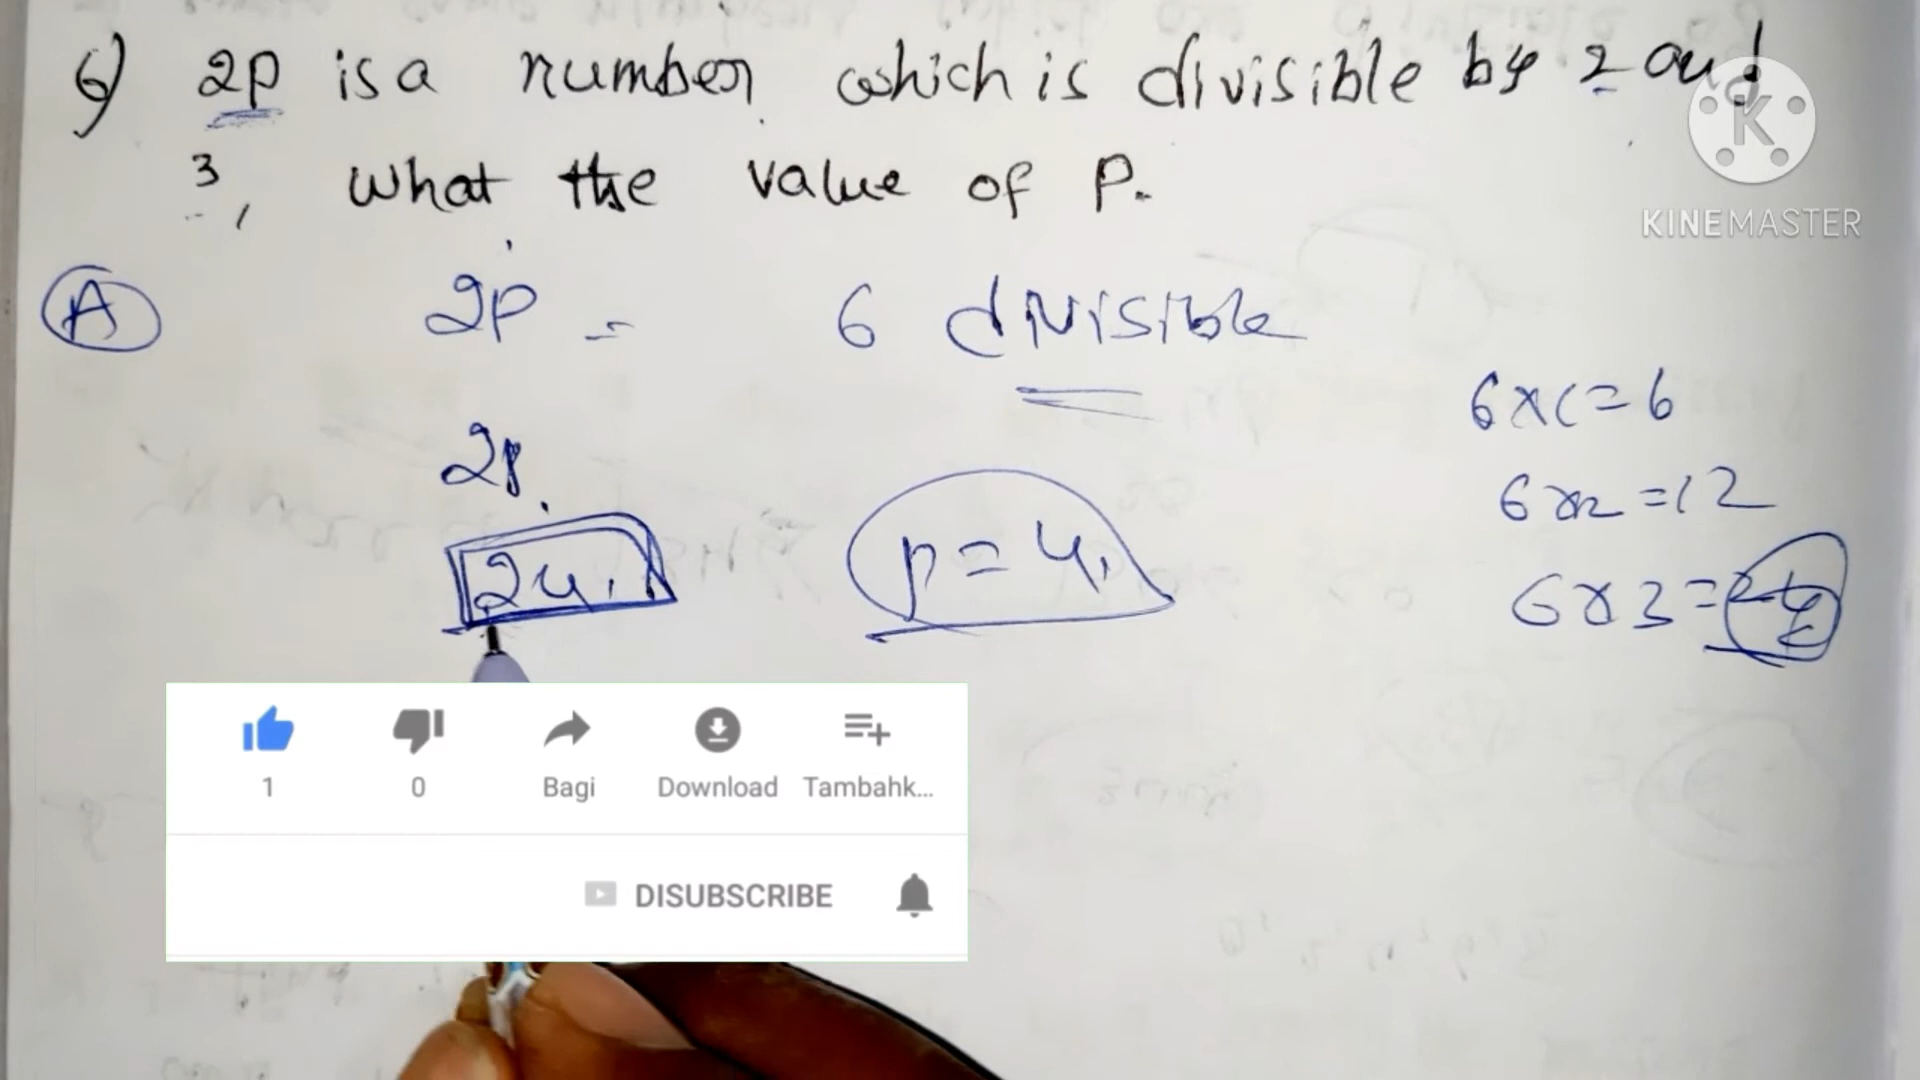 6) 2p is a number which is divisible by 2 and
3, what the value of P.
K
KINEMASTER
A 2p = 6 divisible
6x1=6
2p.
6x2=12
24. p=4.
6x3=24
1 0 Bagi Download Tambahk...
DISUBSCRIBE